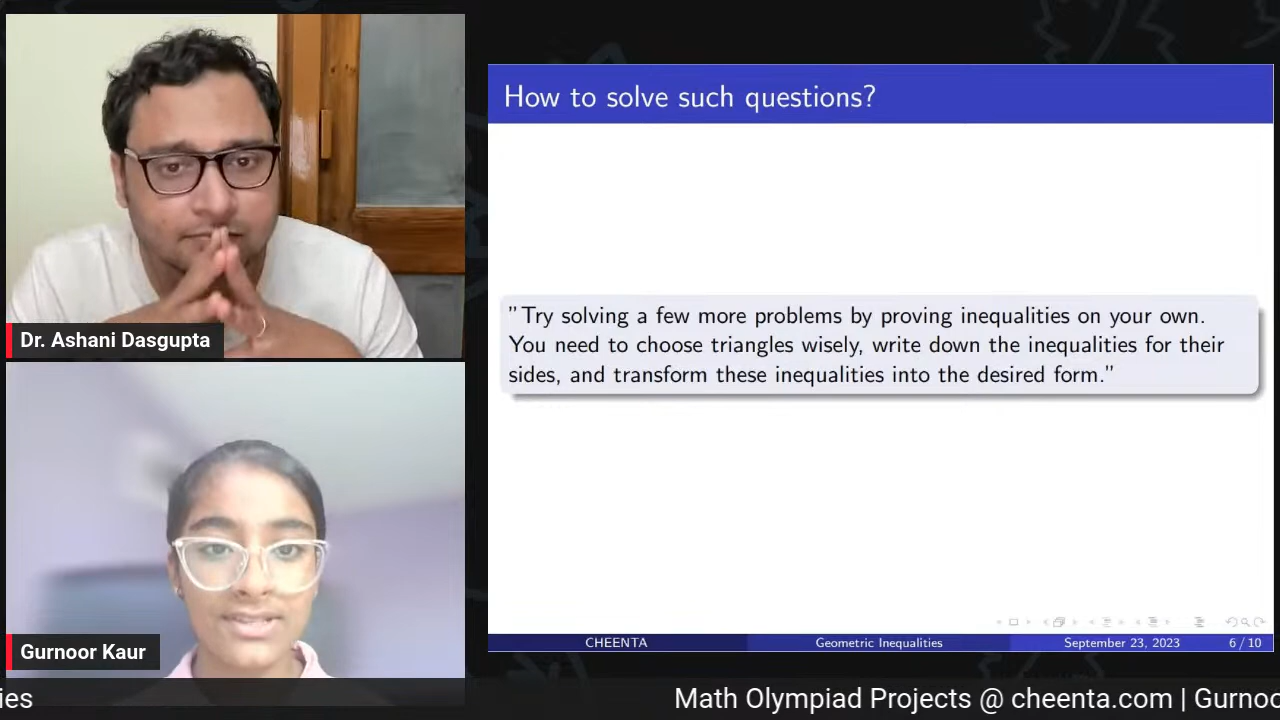 How to solve such questions?
"Try solving a few more problems by proving inequalities on your own.
You need to choose triangles wisely, write down the inequalities for their
sides, and transform these inequalities into the desired form."
Dr. Ashani Dasgupta
Gurnoor Kaur
CHEENTA Geometric Inequalities September 23, 2023 6 / 10
ies Math Olympiad Projects @ cheenta.com | Gurnoo